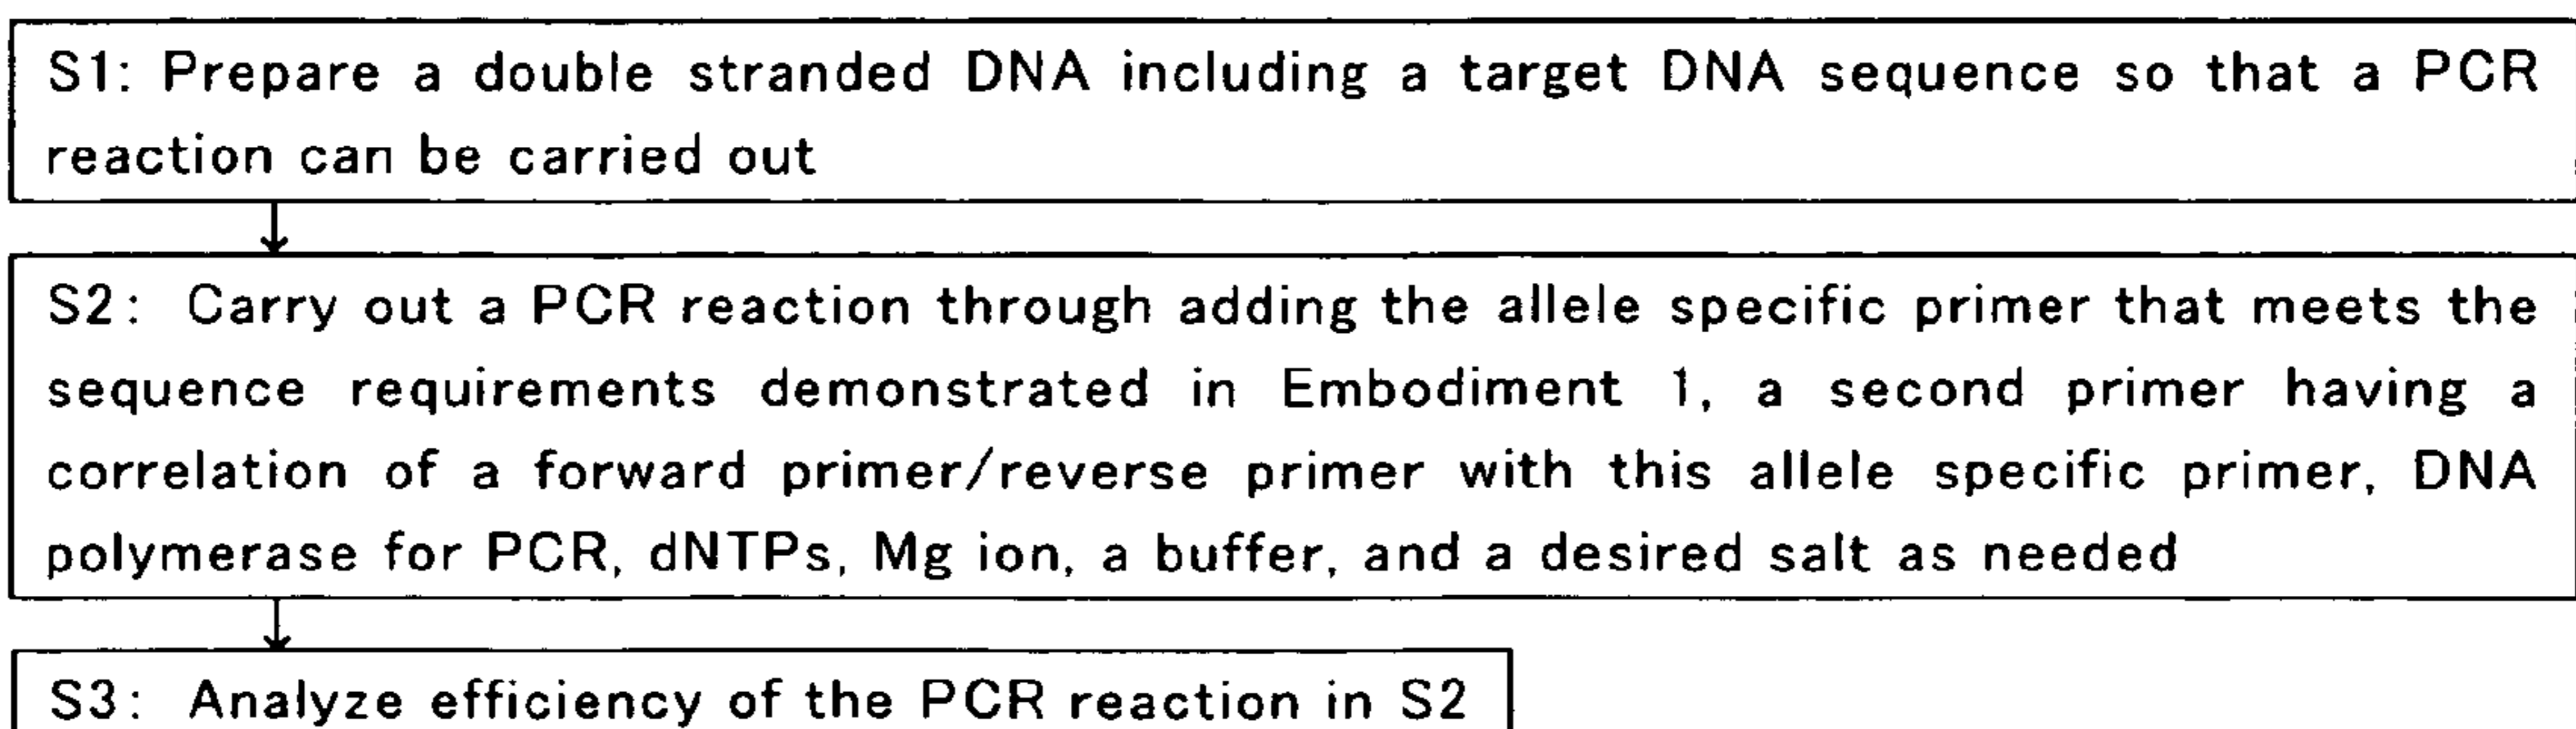 S1: Prepare a double stranded DNA including a target DNA sequence so that a PCR
reaction can be carried out
S2: Carry out a PCR reaction through adding the allele specific primer that meets the
sequence requirements demonstrated in Embodiment 1, a second primer having a
correlation of a forward primer/reverse primer with this allele specific primer, DNA
polymerase for PCR, dNTPs, Mg ion, a buffer, and a desired salt as needed
S3: Analyze efficiency of the PCR reaction in S2